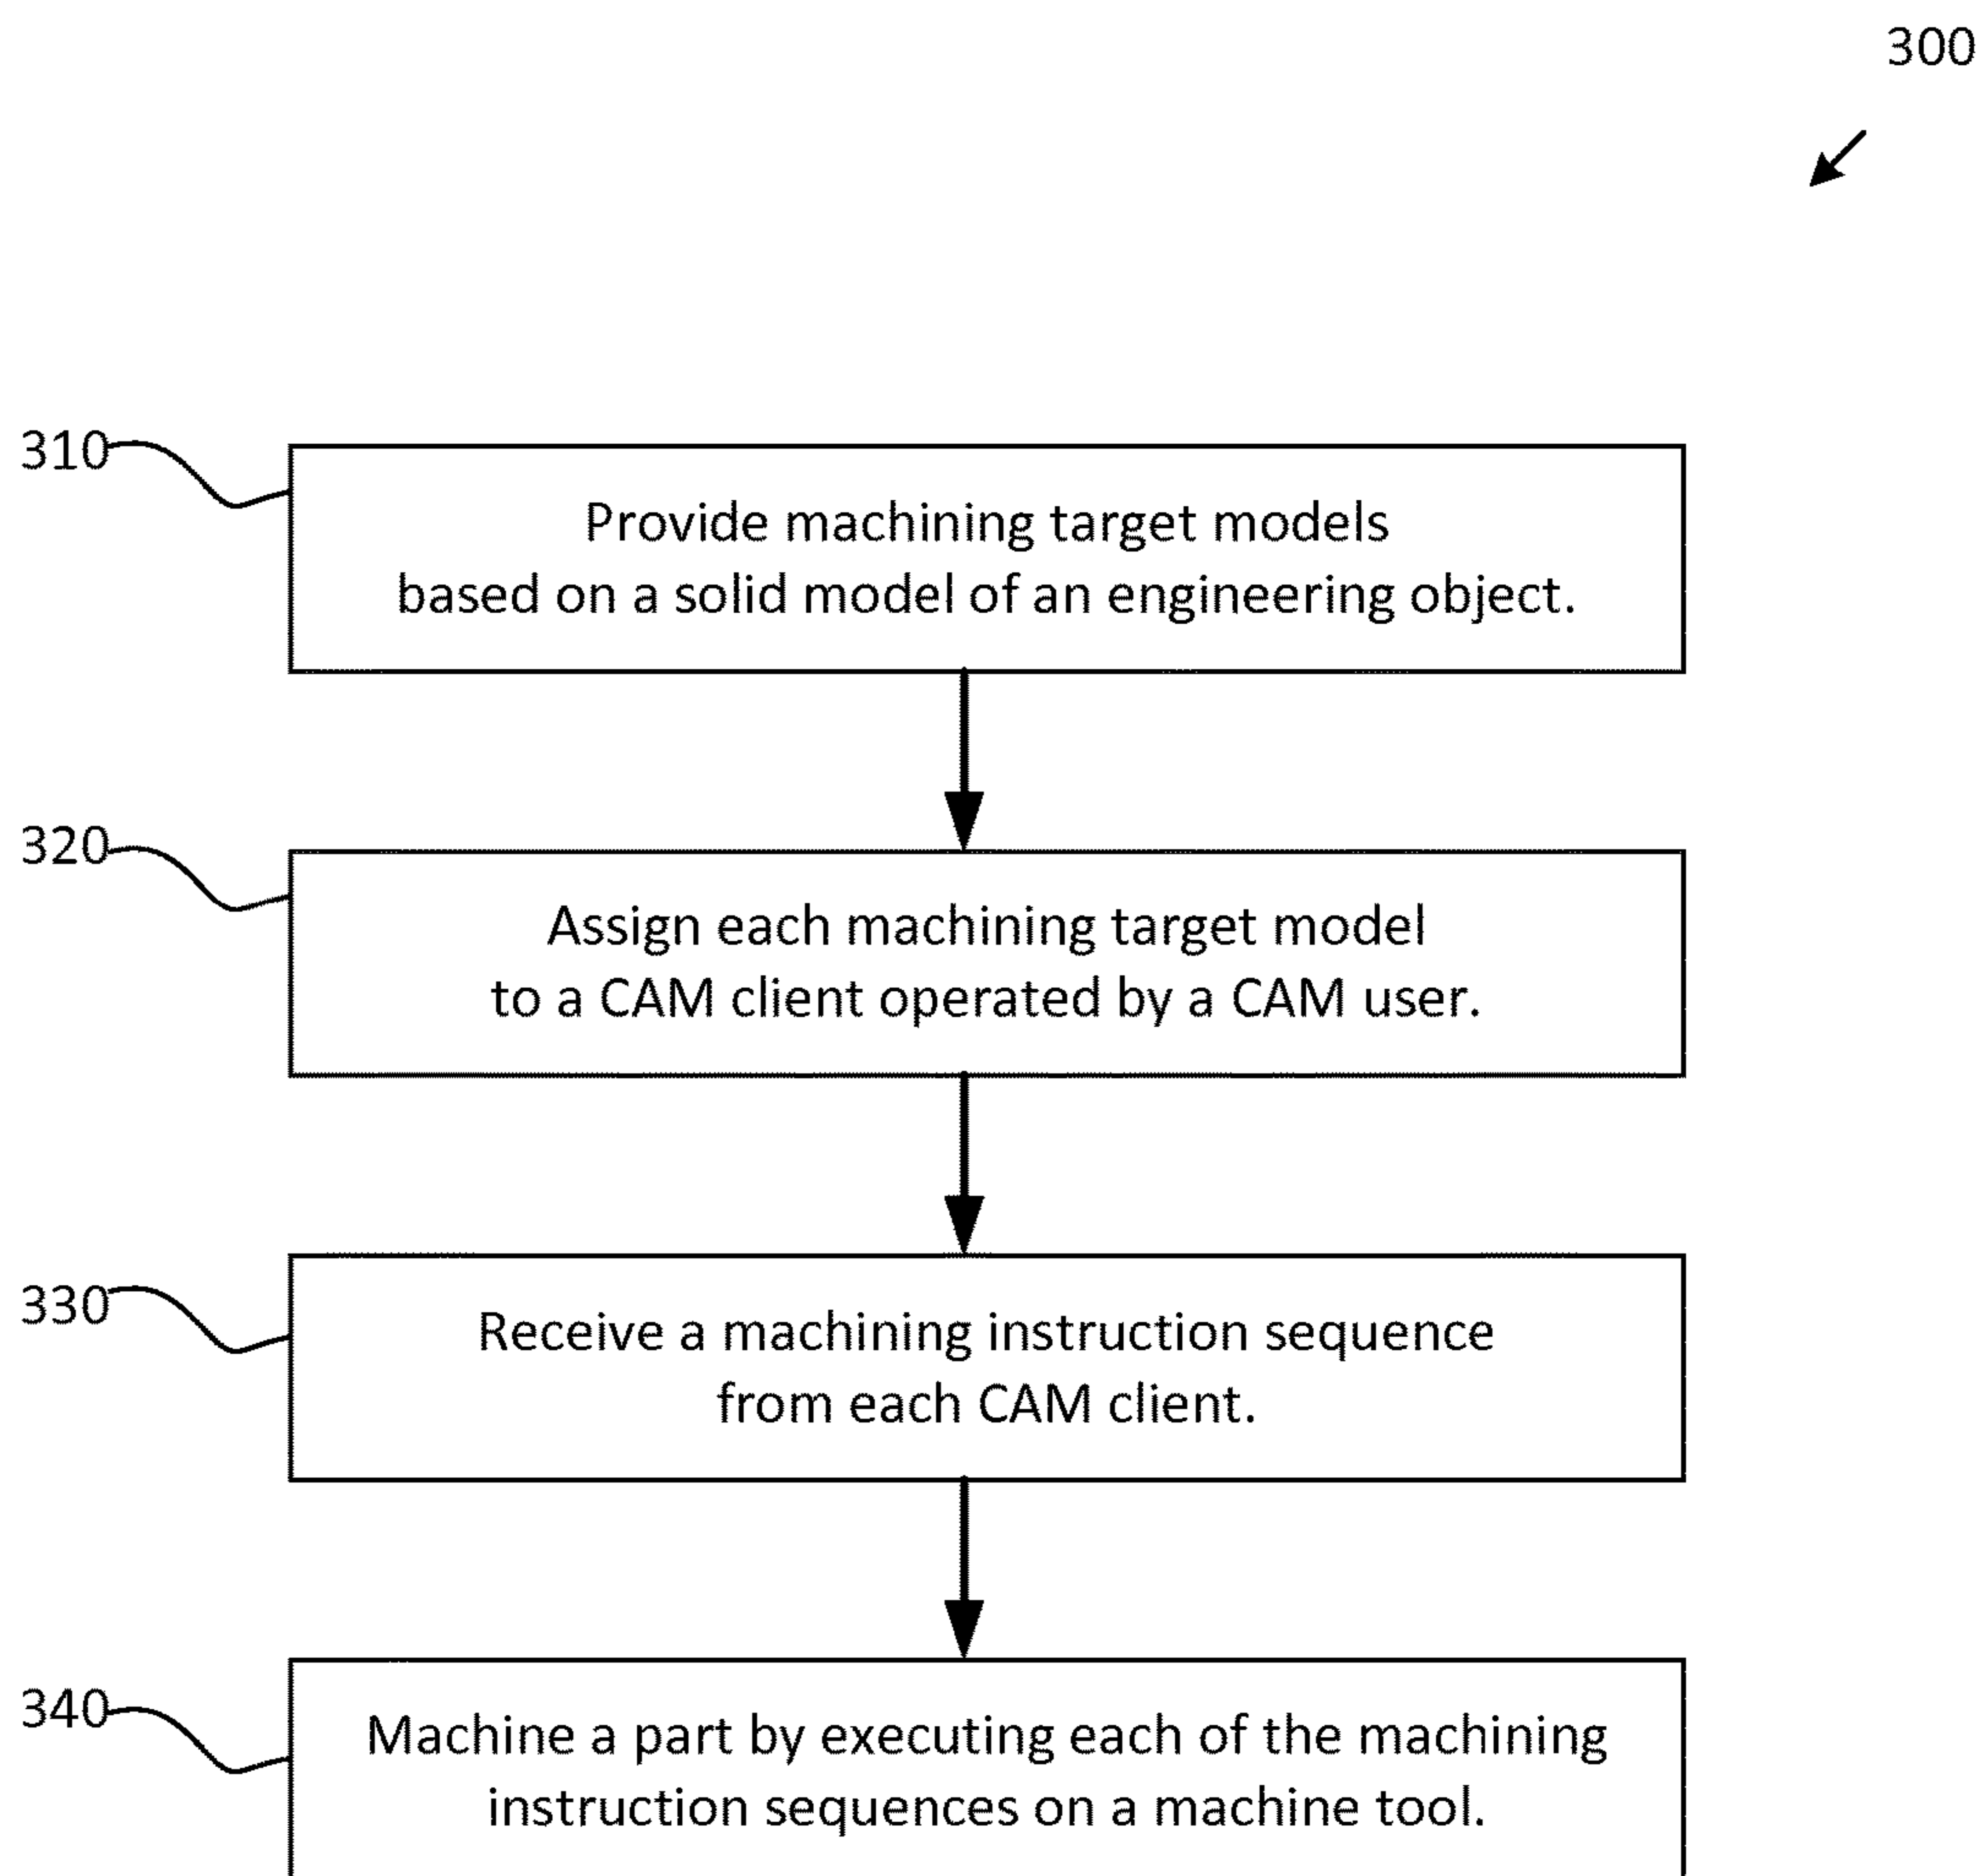 300
310
Provide machining target models
based on a solid model of an engineering object.
320
Assign each machining target model
to a CAM client operated by a CAM user.
330
Receive a machining instruction sequence
from each CAM client.
340
Machine a part by executing each of the machining
instruction sequences on a machine tool.